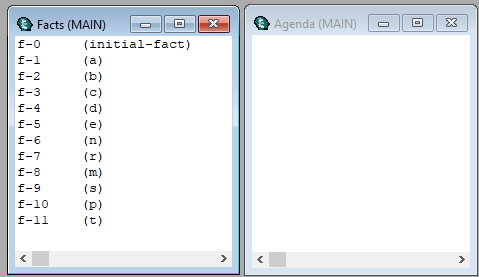 Facts (MAIN)
f-0 (initial-fact)
f-1 (a)
f-2 (b)
f-3 (c)
f-4 (d)
f-5 (e)
f-6 (n)
f-7 (r)
f-8 (m)
f-9 (s)
f-10 (p)
f-11 (t)
Agenda (MAIN)